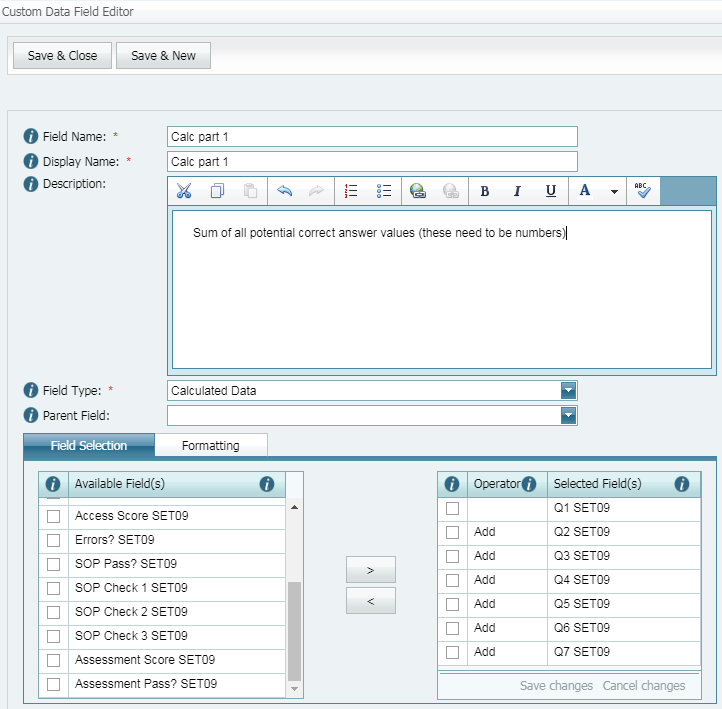 Custom Data Field Editor
Save & Close Save & New
Field Name: * Calc part 1
Display Name: * Calc part 1
Description:
B I U A ABC
Sum of all potential correct answer values (these need to be numbers)
Field Type: * Calculated Data
Parent Field:
Field Selection Formatting
Available Field(s)
Access Score SET09
Errors? SET09
SOP Pass? SET09
SOP Check 1 SET09
SOP Check 2 SET09
SOP Check 3 SET09
Assessment Score SET09
Assessment Pass? SET09
>
<
Operator Selected Field(s)
Q1 SET09
Add Q2 SET09
Add Q3 SET09
Add Q4 SET09
Add Q5 SET09
Add Q6 SET09
Add Q7 SET09
Save changes Cancel changes